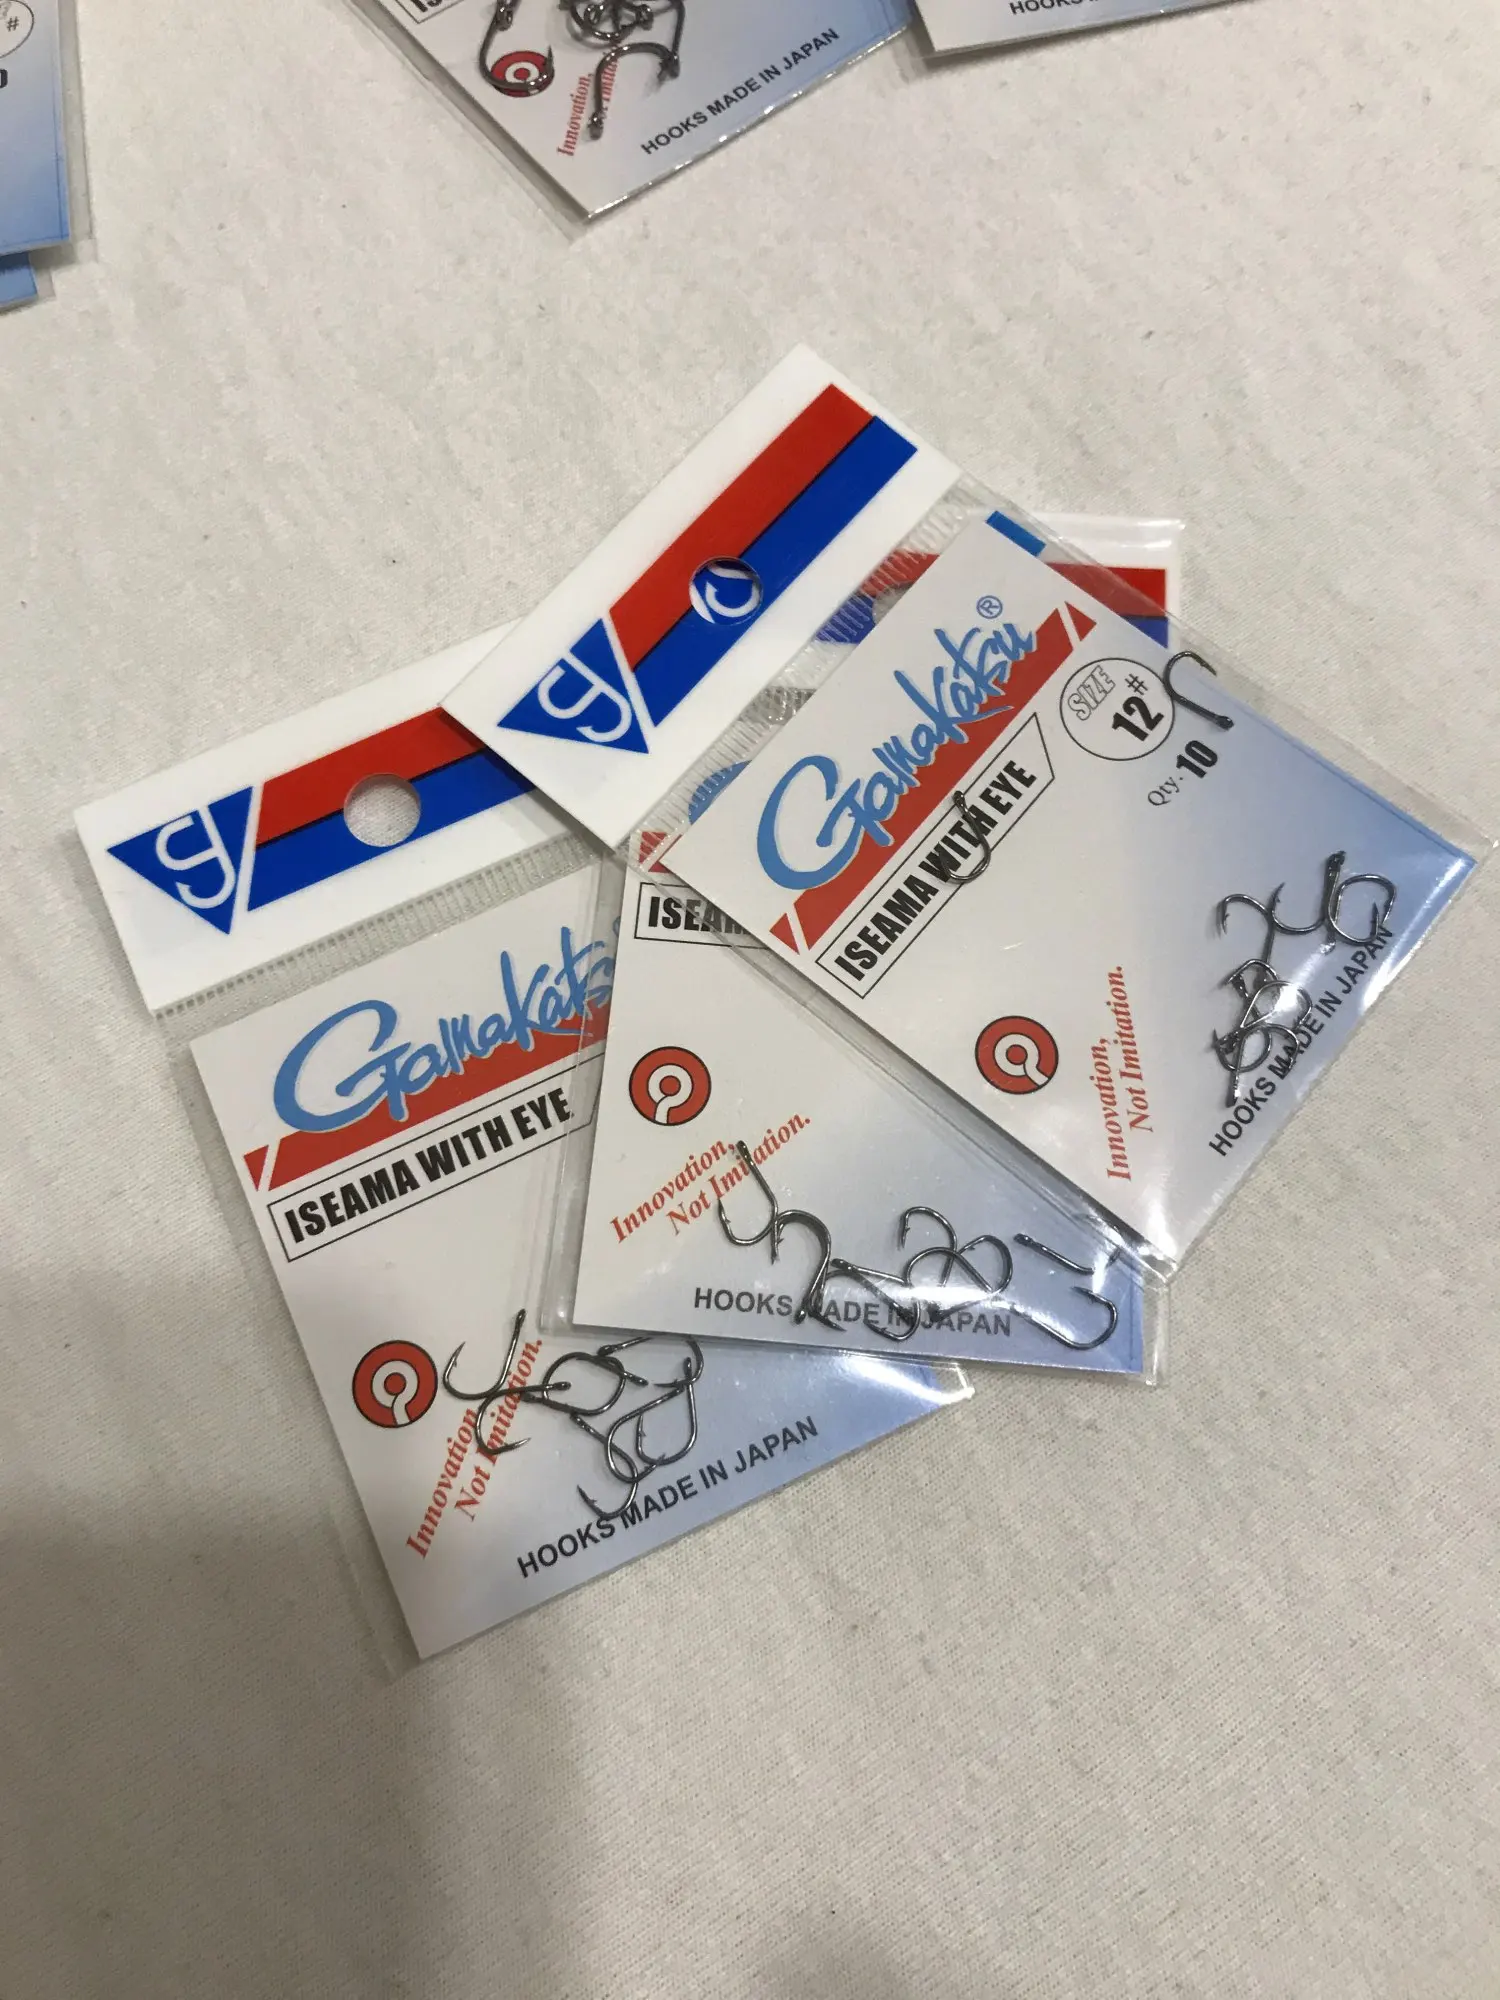 #
Innovation,
HOOKS MADE IN JAPAN
Gamakatsu®
ISEAMA WITH EYE
SIZE
12#
Qty- 10
Innovation,
Not Imitation.
HOOKS MADE IN JAPAN
Innovation,
Not Imitation.
HOOKS MADE IN JAPAN
Gamakatsu
ISEAMA WITH EYE
Innovation,
Not Imitation.
HOOKS MADE IN JAPAN